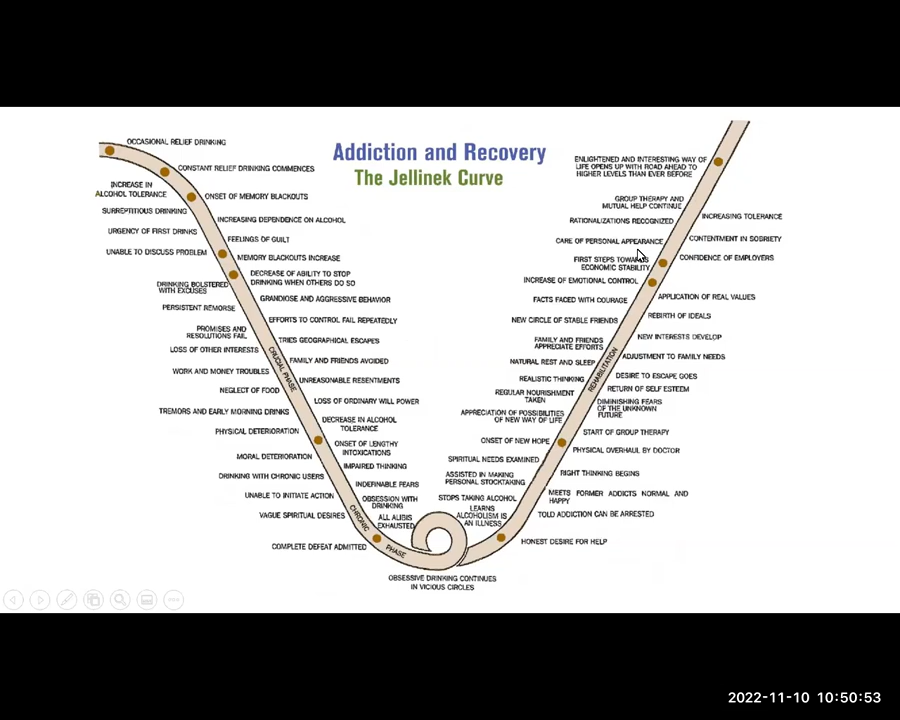 Addiction and Recovery
The Jellinek Curve
OCCASIONAL RELIEF DRINKING
CONSTANT RELIEF DRINKING COMMENCES
INCREASE IN
ALCOHOL TOLERANCE
ONSET OF MEMORY BLACKOUTS
SURREPTITIOUS DRINKING
INCREASING DEPENDENCE ON ALCOHOL
URGENCY OF FIRST DRINKS
FEELINGS OF GUILT
UNABLE TO DISCUSS PROBLEM
MEMORY BLACKOUTS INCREASE
DECREASE OF ABILITY TO STOP
DRINKING WHEN OTHERS DO SO
DRINKING BOLSTERED
WITH EXCUSES
GRANDIOSE AND AGGRESSIVE BEHAVIOR
PERSISTENT REMORSE
EFFORTS TO CONTROL FAIL REPEATEDLY
PROMISES AND
RESOLUTIONS FAIL
TRIES GEOGRAPHICAL ESCAPES
LOSS OF OTHER INTERESTS
FAMILY AND FRIENDS AVOIDED
WORK AND MONEY TROUBLES
CRUCIAL PHASE
UNREASONABLE RESENTMENTS
NEGLECT OF FOOD
LOSS OF ORDINARY WILL POWER
TREMORS AND EARLY MORNING DRINKS
DECREASE IN ALCOHOL
TOLERANCE
PHYSICAL DETERIORATION
ONSET OF LENGTHY
INTOXICATIONS
MORAL DETERIORATION
IMPAIRED THINKING
DRINKING WITH CHRONIC USERS
INDEFINABLE FEARS
UNABLE TO INITIATE ACTION
OBSESSION WITH
DRINKING
VAGUE SPIRITUAL DESIRES
ALL ALIBIS
EXHAUSTED
CHRONIC
PHASE
COMPLETE DEFEAT ADMITTED
OBSESSIVE DRINKING CONTINUES
IN VICIOUS CIRCLES
ENLIGHTENED AND INTERESTING WAY OF
LIFE OPENS UP WITH ROAD AHEAD TO
HIGHER LEVELS THAN EVER BEFORE
GROUP THERAPY AND
MUTUAL HELP CONTINUE
INCREASING TOLERANCE
RATIONALIZATIONS RECOGNIZED
CARE OF PERSONAL APPEARANCE
CONTENTMENT IN SOBRIETY
FIRST STEPS TOWARDS
ECONOMIC STABILITY
CONFIDENCE OF EMPLOYERS
INCREASE OF EMOTIONAL CONTROL
FACTS FACED WITH COURAGE
APPLICATION OF REAL VALUES
NEW CIRCLE OF STABLE FRIENDS
REBIRTH OF IDEALS
FAMILY AND FRIENDS
APPRECIATE EFFORTS
NEW INTERESTS DEVELOP
NATURAL REST AND SLEEP
ADJUSTMENT TO FAMILY NEEDS
REHABILITATION
REALISTIC THINKING
DESIRE TO ESCAPE GOES
REGULAR NOURISHMENT
TAKEN
RETURN OF SELF ESTEEM
DIMINISHING FEARS
OF THE UNKNOWN
FUTURE
APPRECIATION OF POSSIBILITIES
OF NEW WAY OF LIFE
START OF GROUP THERAPY
ONSET OF NEW HOPE
PHYSICAL OVERHAUL BY DOCTOR
SPIRITUAL NEEDS EXAMINED
RIGHT THINKING BEGINS
ASSISTED IN MAKING
PERSONAL STOCKTAKING
MEETS FORMER ADDICTS NORMAL AND
HAPPY
STOPS TAKING ALCOHOL
LEARNS
ALCOHOLISM IS
AN ILLNESS
TOLD ADDICTION CAN BE ARRESTED
HONEST DESIRE FOR HELP
2022-11-10 10:50:53